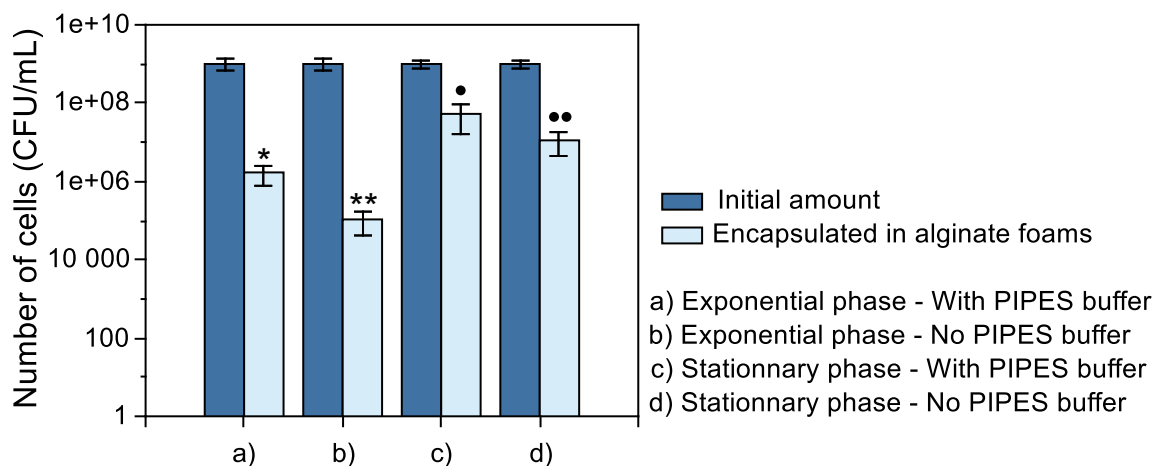 Number of cells (CFU/mL)
1e+10
1e+08
1e+06
10 000
100
1
*
**
•
••
a)
b)
c)
d)
Initial amount
Encapsulated in alginate foams
a) Exponential phase - With PIPES buffer
b) Exponential phase - No PIPES buffer
c) Stationnary phase - With PIPES buffer
d) Stationnary phase - No PIPES buffer